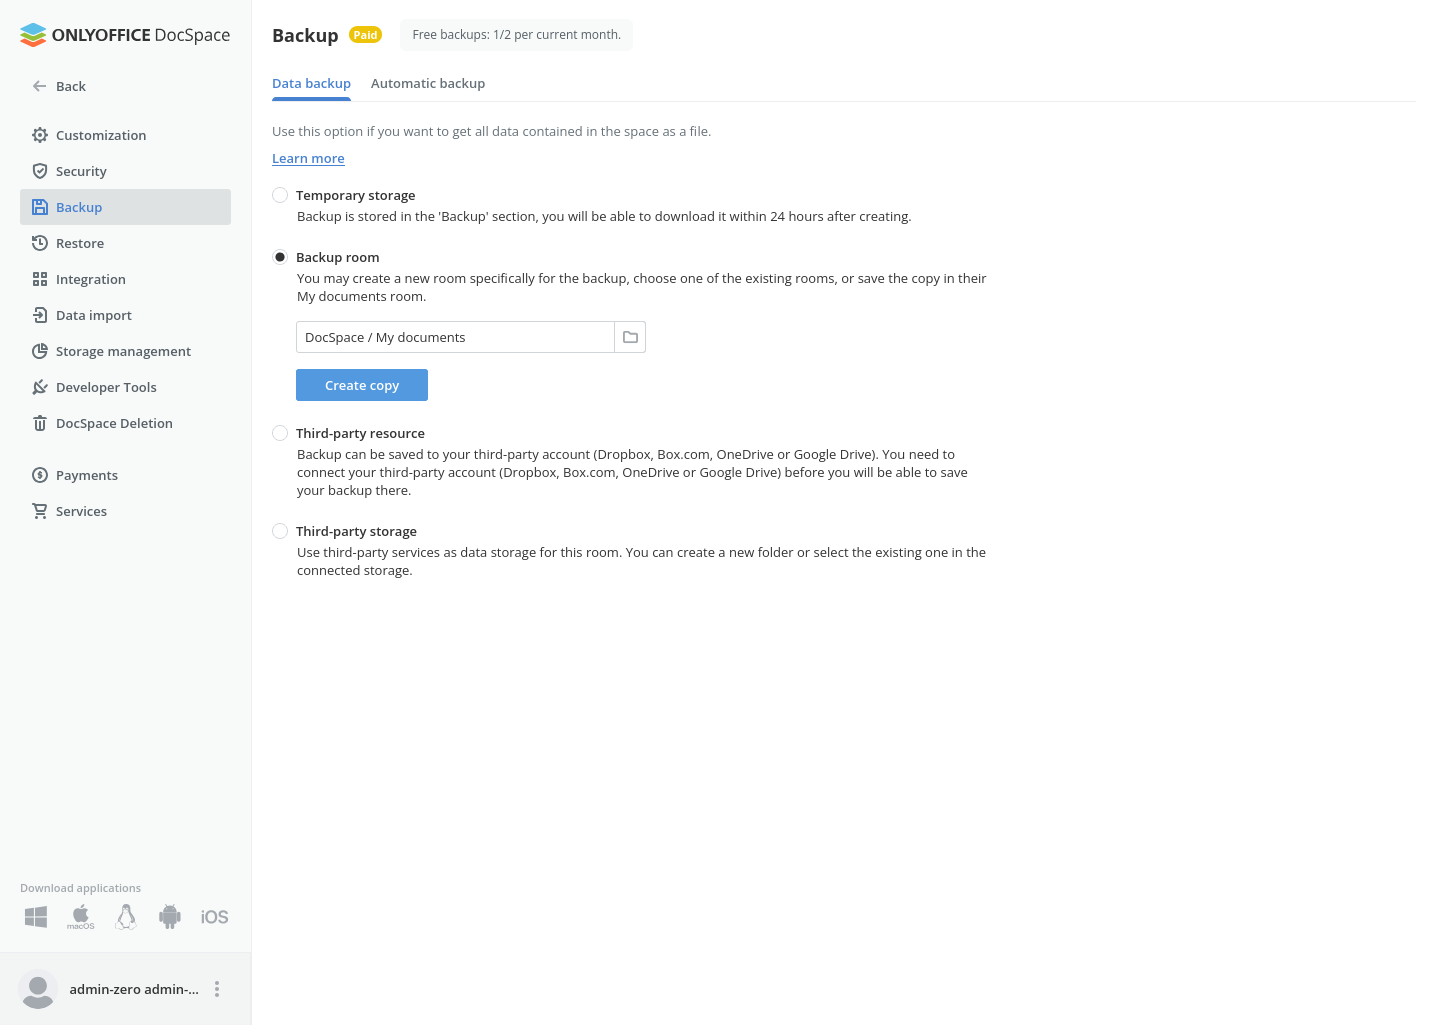 ONLYOFFICE DocSpace
Back
Customization
Security
Backup
Restore
Integration
Data import
Storage management
Developer Tools
DocSpace Deletion
Payments
Services
Download applications
macOS
iOS
admin-zero admin-...
Backup
Paid
Free backups: 1/2 per current month.
Data backup
Automatic backup
Use this option if you want to get all data contained in the space as a file.
Learn more
Temporary storage
Backup is stored in the 'Backup' section, you will be able to download it within 24 hours after creating.
Backup room
You may create a new room specifically for the backup, choose one of the existing rooms, or save the copy in their
My documents room.
DocSpace / My documents
Create copy
Third-party resource
Backup can be saved to your third-party account (Dropbox, Box.com, OneDrive or Google Drive). You need to
connect your third-party account (Dropbox, Box.com, OneDrive or Google Drive) before you will be able to save
your backup there.
Third-party storage
Use third-party services as data storage for this room. You can create a new folder or select the existing one in the
connected storage.